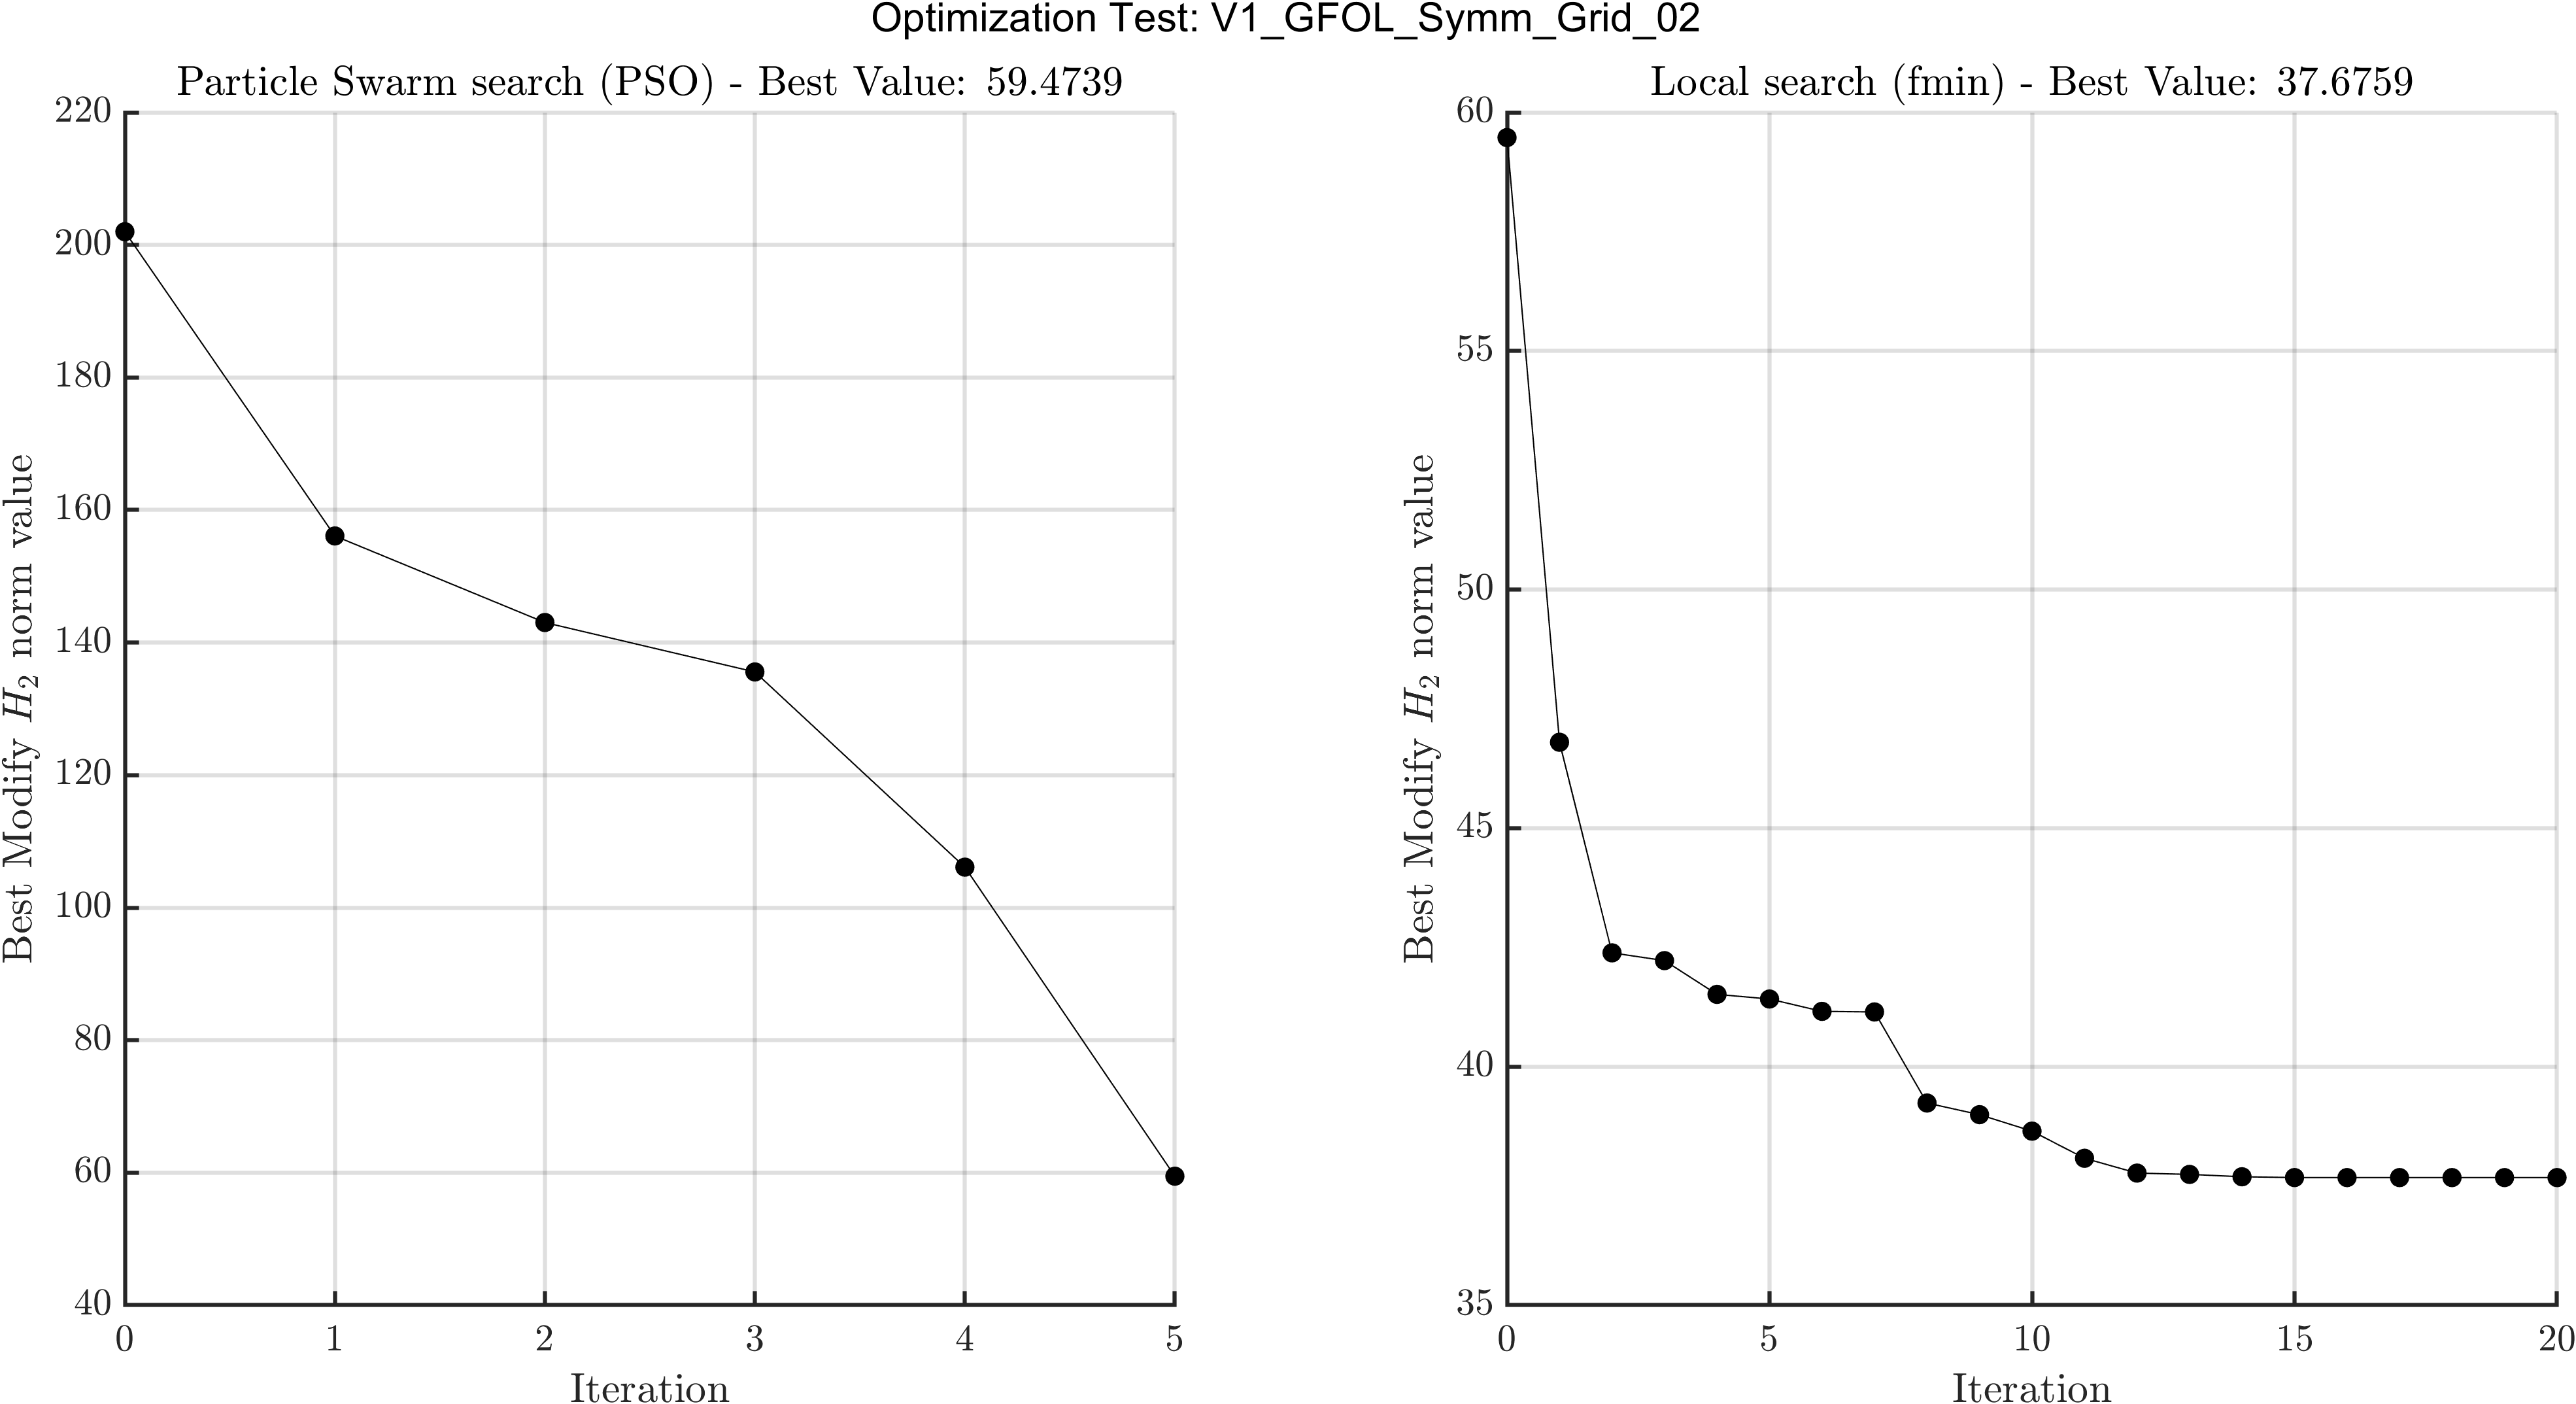 Optimization Test: V1_GFOL_Symm_Grid_02
Particle Swarm search (PSO) - Best Value: 59.4739
220
200
180
160
140
120
100
80
60
40
0 1 2 3 4 5
Iteration
Best Modify H2 norm value
Local search (fmin) - Best Value: 37.6759
60
55
50
45
40
35
0 5 10 15 20
Iteration
Best Modify H2 norm value